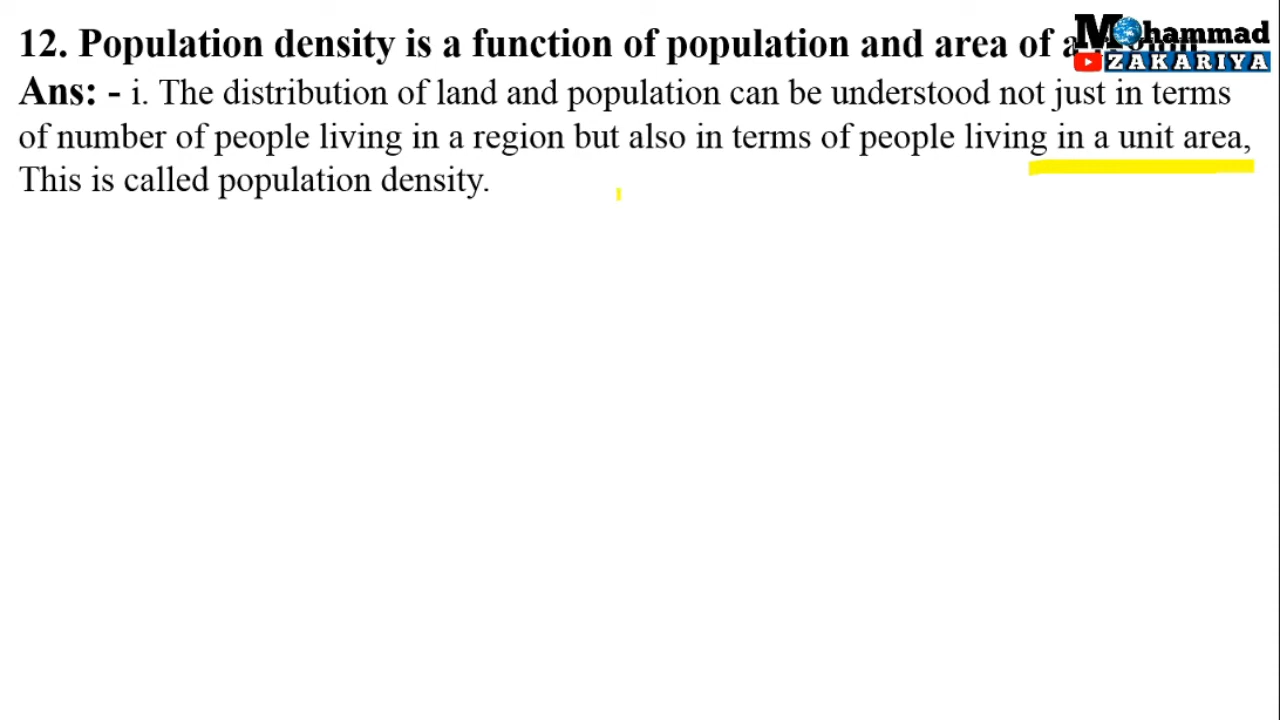 12. Population density is a function of population and area of a
Mohammad
ZAKARIYA
Ans: - i. The distribution of land and population can be understood not just in terms
of number of people living in a region but also in terms of people living in a unit area,
This is called population density.